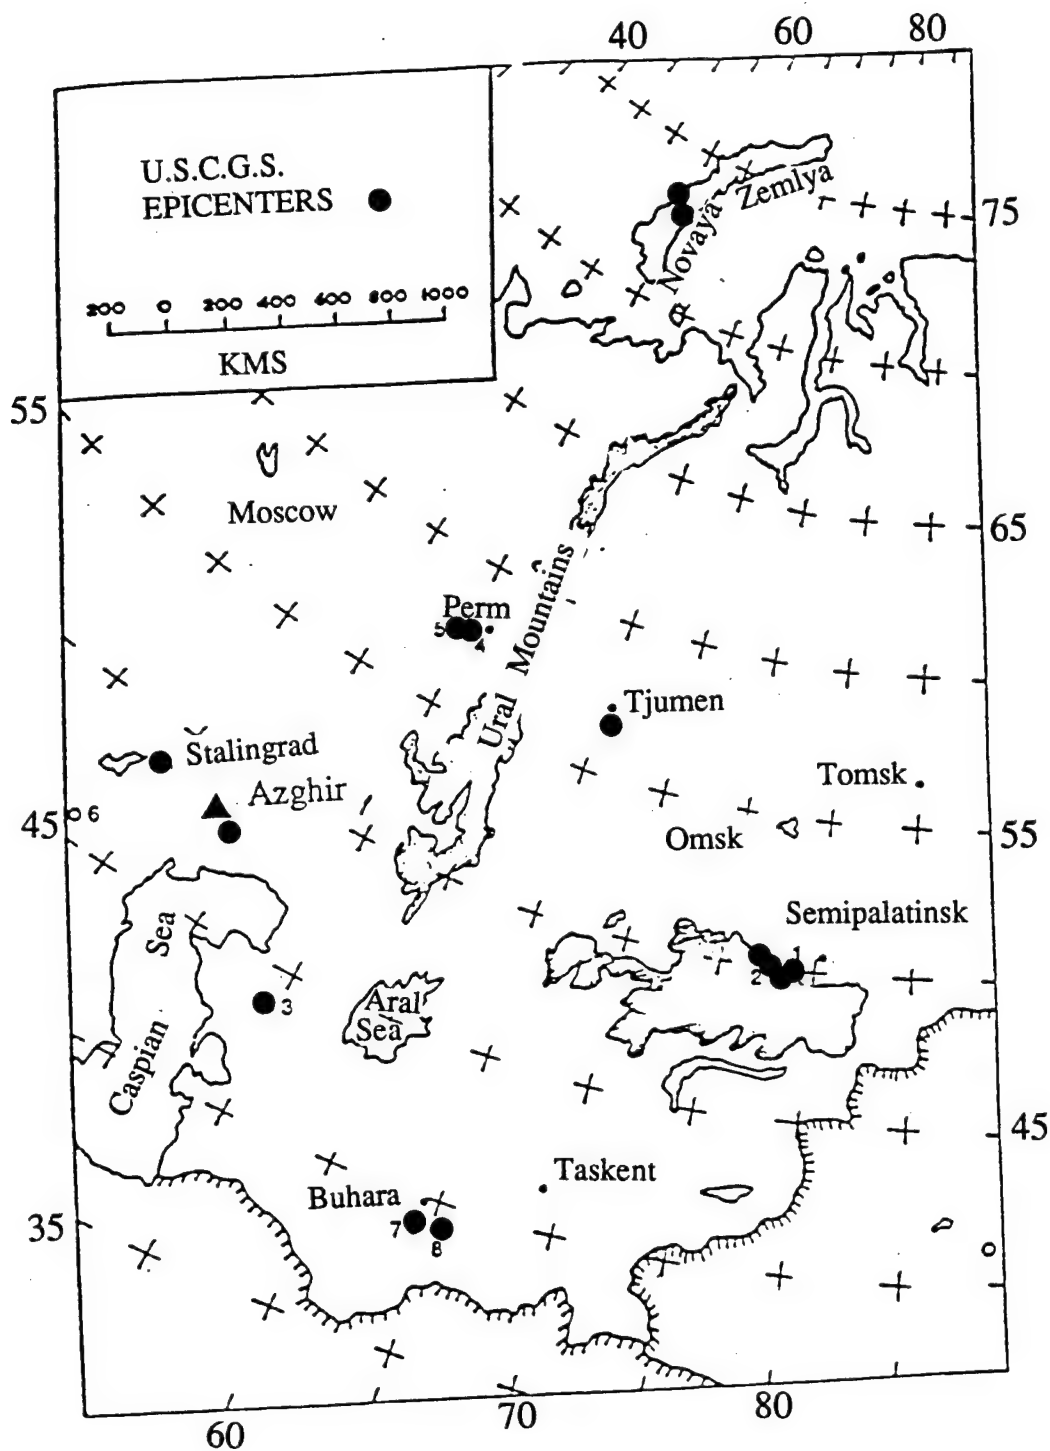 40 60 80
U.S.C.G.S.
EPICENTERS
200 0 200 400 600 800 1000
KMS
Novaya Zemlya
75
55
Moscow
65
Ural Mountains
Perm
5 4
Tjumen
Stalingrad
Azghir
Tomsk
45 6
Omsk
55
Semipalatinsk
1
2
Caspian Sea
3
Aral
Sea
45
Taskent
Buhara
7 8
35
60 70 80